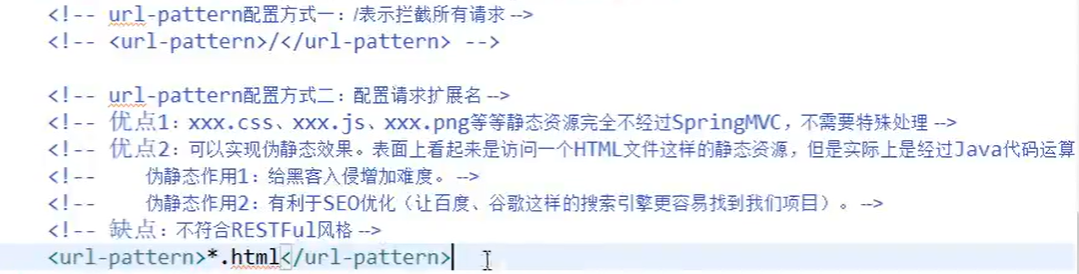 <!-- url-pattern配置方式一：/表示拦截所有请求 -->
<!-- <url-pattern>/</url-pattern> -->
<!-- url-pattern配置方式二：配置请求扩展名 -->
<!-- 优点1：xxx.css、xxx.js、xxx.png等等静态资源完全不经过SpringMVC，不需要特殊处理 -->
<!-- 优点2：可以实现伪静态效果。表面上看起来是访问一个HTML文件这样的静态资源，但是实际上是经过Java代码运算
<!--     伪静态作用1：给黑客入侵增加难度。 -->
<!--     伪静态作用2：有利于SEO优化（让百度、谷歌这样的搜索引擎更容易找到我们项目）。 -->
<!-- 缺点：不符合RESTFul风格 -->
<url-pattern>*.html</url-pattern>